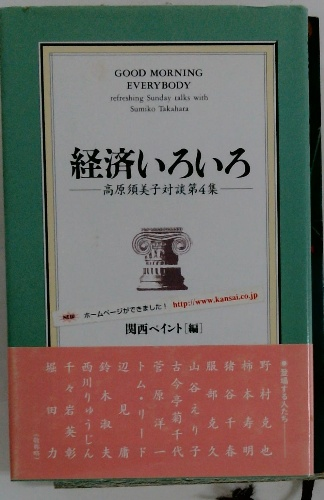 GOOD MORNING
EVERYBODY
refreshing Sunday talks with
Sumiko Takahara
経済いろいろ
高原須美子対談第4集
NEW ホームページができました! http://www.kansai.co.jp
関西ペイント[編]
登場する人たち
野村克也
柿本寿明
猪谷千春
服部克久
山谷えり子
古今亭菊千代
菅原洋一
トム・リード
辺見庸
鈴木淑夫
西川りゅうじん
千々岩英彰
堀田力